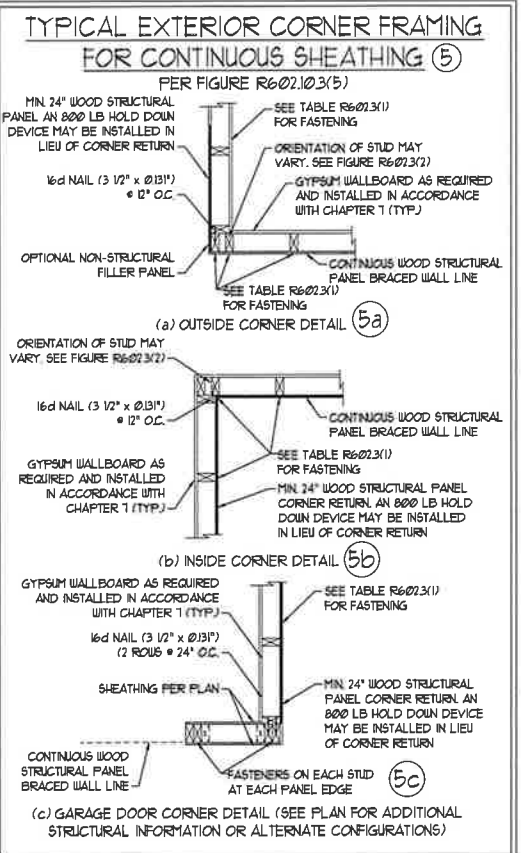 TYPICAL EXTERIOR CORNER FRAMING
FOR CONTINUOUS SHEATHING 5
PER FIGURE R602.10.3(5)
MIN. 24" WOOD STRUCTURAL
PANEL AN 800 LB HOLD DOWN
DEVICE MAY BE INSTALLED IN
LIEU OF CORNER RETURN
16d NAIL (3 1/2" x 0.131")
@ 12" O.C.
OPTIONAL NON-STRUCTURAL
FILLER PANEL
SEE TABLE R602.3(1)
FOR FASTENING
ORIENTATION OF STUD MAY
VARY. SEE FIGURE R602.3(2)
GYPSUM WALLBOARD AS REQUIRED
AND INSTALLED IN ACCORDANCE
WITH CHAPTER 7 (TYP.)
CONTINUOUS WOOD STRUCTURAL
PANEL BRACED WALL LINE
SEE TABLE R602.3(1)
FOR FASTENING
(a) OUTSIDE CORNER DETAIL 5a
ORIENTATION OF STUD MAY
VARY. SEE FIGURE R602.3(2)
16d NAIL (3 1/2" x 0.131")
@ 12" O.C.
GYPSUM WALLBOARD AS
REQUIRED AND INSTALLED
IN ACCORDANCE WITH
CHAPTER 7 (TYP.)
CONTINUOUS WOOD STRUCTURAL
PANEL BRACED WALL LINE
SEE TABLE R602.3(1)
FOR FASTENING
MIN. 24" WOOD STRUCTURAL PANEL
CORNER RETURN. AN 800 LB HOLD
DOWN DEVICE MAY BE INSTALLED
IN LIEU OF CORNER RETURN
(b) INSIDE CORNER DETAIL 5b
GYPSUM WALLBOARD AS REQUIRED
AND INSTALLED IN ACCORDANCE
WITH CHAPTER 7 (TYP.)
16d NAIL (3 1/2" x 0.131")
(2 ROWS @ 24" O.C.
SHEATHING PER PLAN
CONTINUOUS WOOD
STRUCTURAL PANEL
BRACED WALL LINE
SEE TABLE R602.3(1)
FOR FASTENING
MIN. 24" WOOD STRUCTURAL
PANEL CORNER RETURN. AN
800 LB HOLD DOWN DEVICE
MAY BE INSTALLED IN LIEU
OF CORNER RETURN
FASTENERS ON EACH STUD
AT EACH PANEL EDGE
5c
(c) GARAGE DOOR CORNER DETAIL (SEE PLAN FOR ADDITIONAL
STRUCTURAL INFORMATION OR ALTERNATE CONFIGURATIONS)